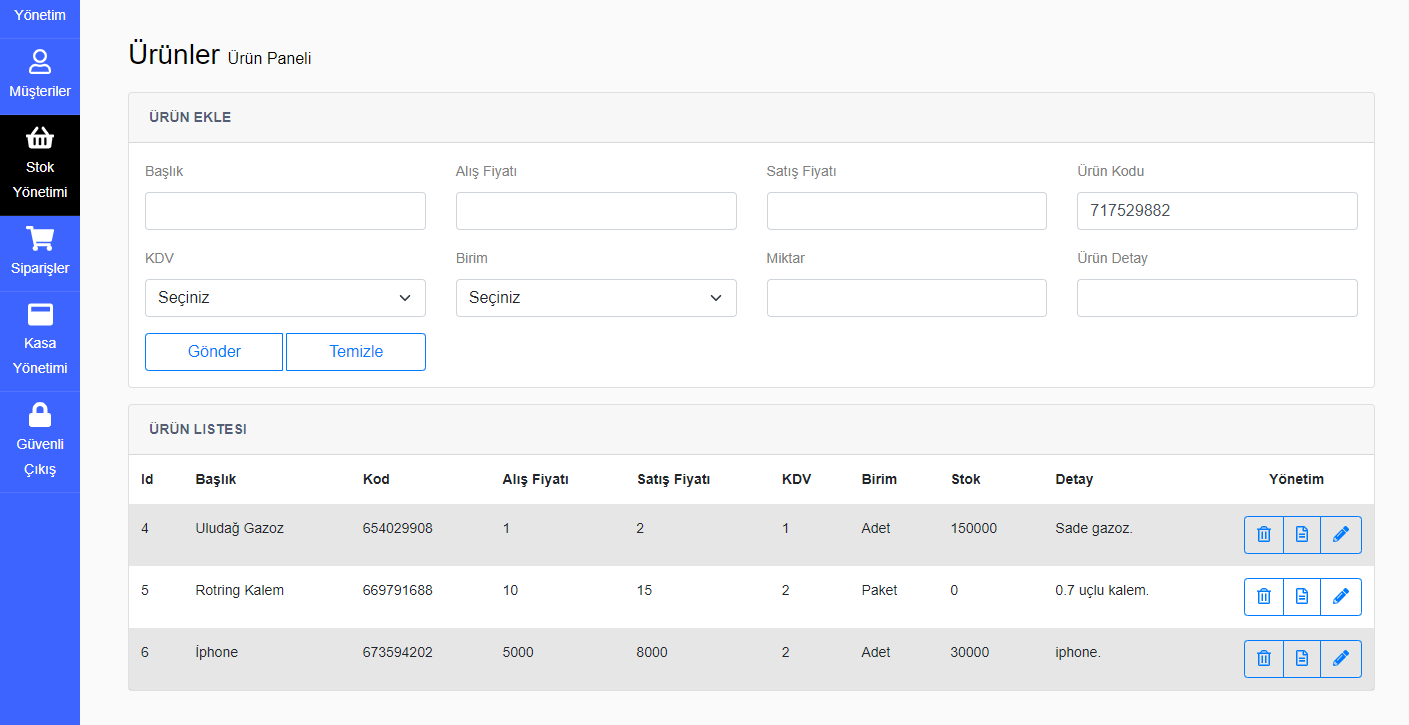 Yönetim
Müşteriler
Stok
Yönetimi
Siparişler
Kasa
Yönetimi
Güvenli
Çıkış
Ürünler Ürün Paneli
ÜRÜN EKLE
Başlık Alış Fiyatı Satış Fiyatı Ürün Kodu
717529882
KDV Birim Miktar Ürün Detay
Seçiniz Seçiniz
Gönder Temizle
ÜRÜN LISTESI
Id Başlık Kod Alış Fiyatı Satış Fiyatı KDV Birim Stok Detay Yönetim
4 Uludağ Gazoz 654029908 1 2 1 Adet 150000 Sade gazoz.
5 Rotring Kalem 669791688 10 15 2 Paket 0 0.7 uçlu kalem.
6 İphone 673594202 5000 8000 2 Adet 30000 iphone.